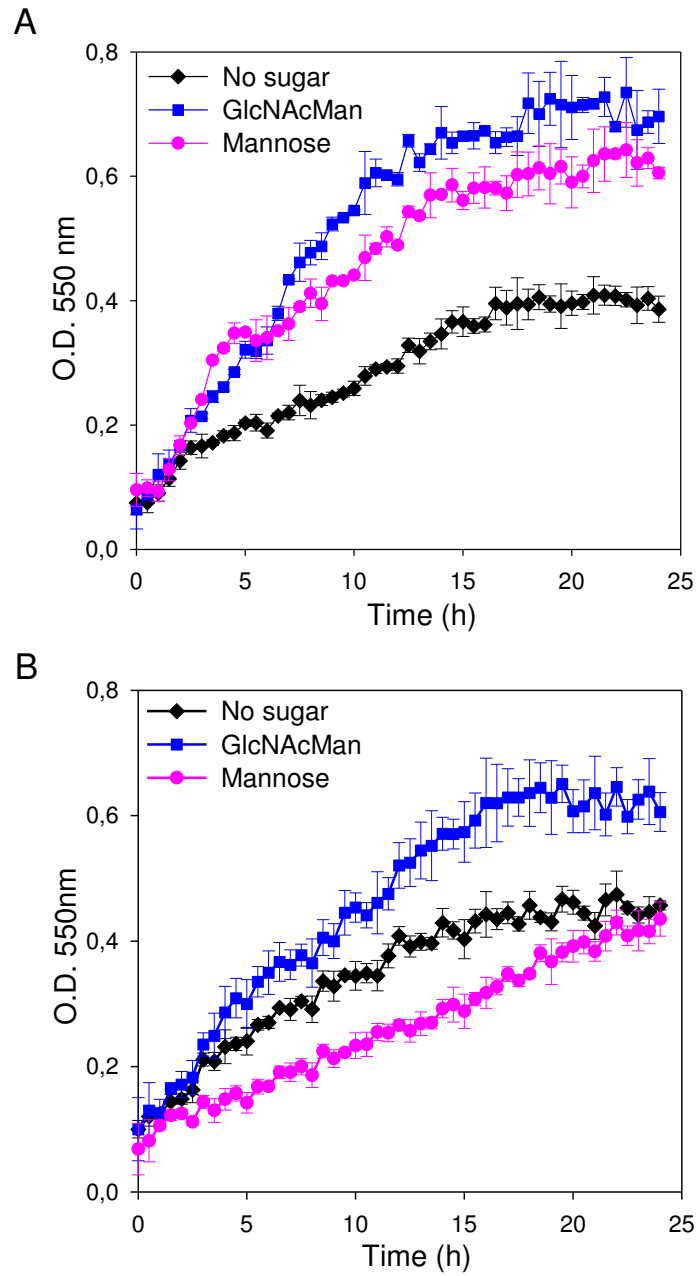 A
0,8
No sugar
GlcNAcMan
Mannose
0,6
0,4
0,2
0,0
O.D. 550 nm
0 5 10 15 20 25
Time (h)
B
0,8
No sugar
GlcNAcMan
Mannose
0,6
0,4
0,2
0,0
O.D. 550nm
0 5 10 15 20 25
Time (h)